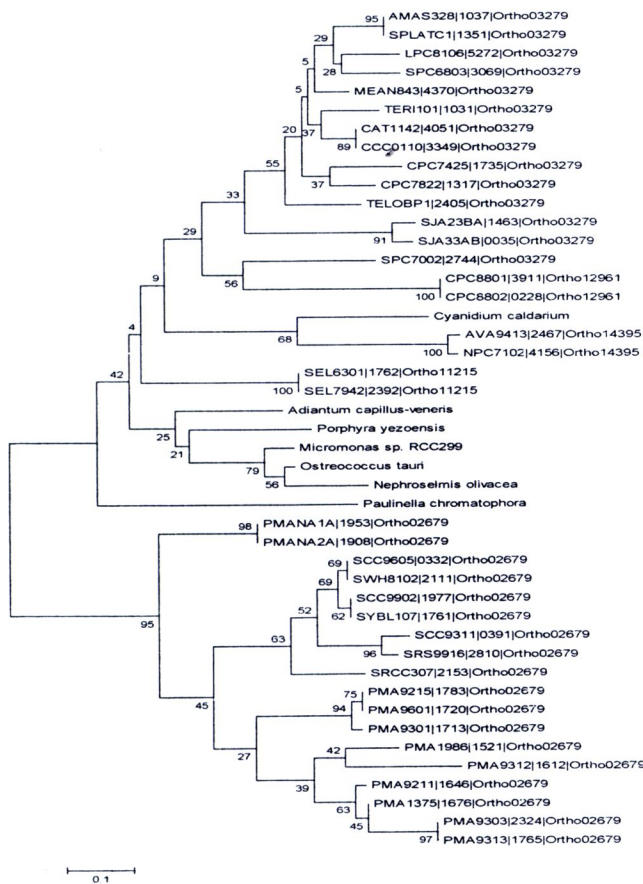 AMAS328|1037|Ortho03279
95
SPLATC1|1351|Ortho03279
29
LPC8106|5272|Ortho03279
28
SPC6803|3069|Ortho03279
5
MEAN843|4370|Ortho03279
5
TERI101|1031|Ortho03279
37
CAT1142|4051|Ortho03279
89
CCC0110|3349|Ortho03279
20
CPC7425|1735|Ortho03279
37
CPC7822|1317|Ortho03279
55
TELOBP1|2405|Ortho03279
33
SJA23BA|1463|Ortho03279
91
SJA33AB|0035|Ortho03279
29
SPC7002|2744|Ortho03279
56
CPC8801|3911|Ortho12961
100
CPC8802|0228|Ortho12961
9
Cyanidium caldarium
68
AVA9413|2467|Ortho14395
100
NPC7102|4156|Ortho14395
4
SEL6301|1762|Ortho11215
100
SEL7942|2392|Ortho11215
42
Adiantum capillus-veneris
25
Porphyra yezoensis
21
Micromonas sp. RCC299
79
Ostreococcus tauri
56
Nephroselmis olivacea
Paulinella chromatophora
PMANA1A|1953|Ortho02679
98
PMANA2A|1908|Ortho02679
SCC9605|0332|Ortho02679
69
SWH8102|2111|Ortho02679
69
SCC9902|1977|Ortho02679
62
SYBL107|1761|Ortho02679
52
SCC9311|0391|Ortho02679
96
SRS9916|2810|Ortho02679
63
SRCC307|2153|Ortho02679
95
45
PMA9215|1783|Ortho02679
75
PMA9601|1720|Ortho02679
94
PMA9301|1713|Ortho02679
27
PMA1986|1521|Ortho02679
42
PMA9312|1612|Ortho02679
39
PMA9211|1646|Ortho02679
63
PMA1375|1676|Ortho02679
45
PMA9303|2324|Ortho02679
97
PMA9313|1765|Ortho02679
0.1